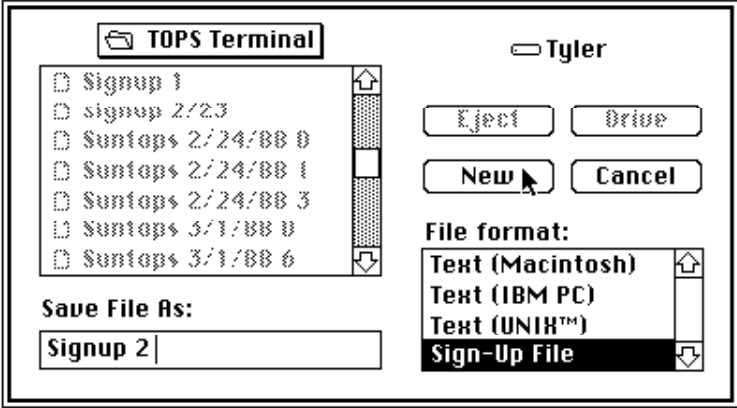 TOPS Terminal
Signup 1
signup 2/23
Suntops 2/24/88 0
Suntops 2/24/88 1
Suntops 2/24/88 3
Suntops 3/1/88 0
Suntops 3/1/88 6
Save File As:
Signup 2
Tyler
Eject
Drive
New
Cancel
File format:
Text (Macintosh)
Text (IBM PC)
Text (UNIX™)
Sign-Up File